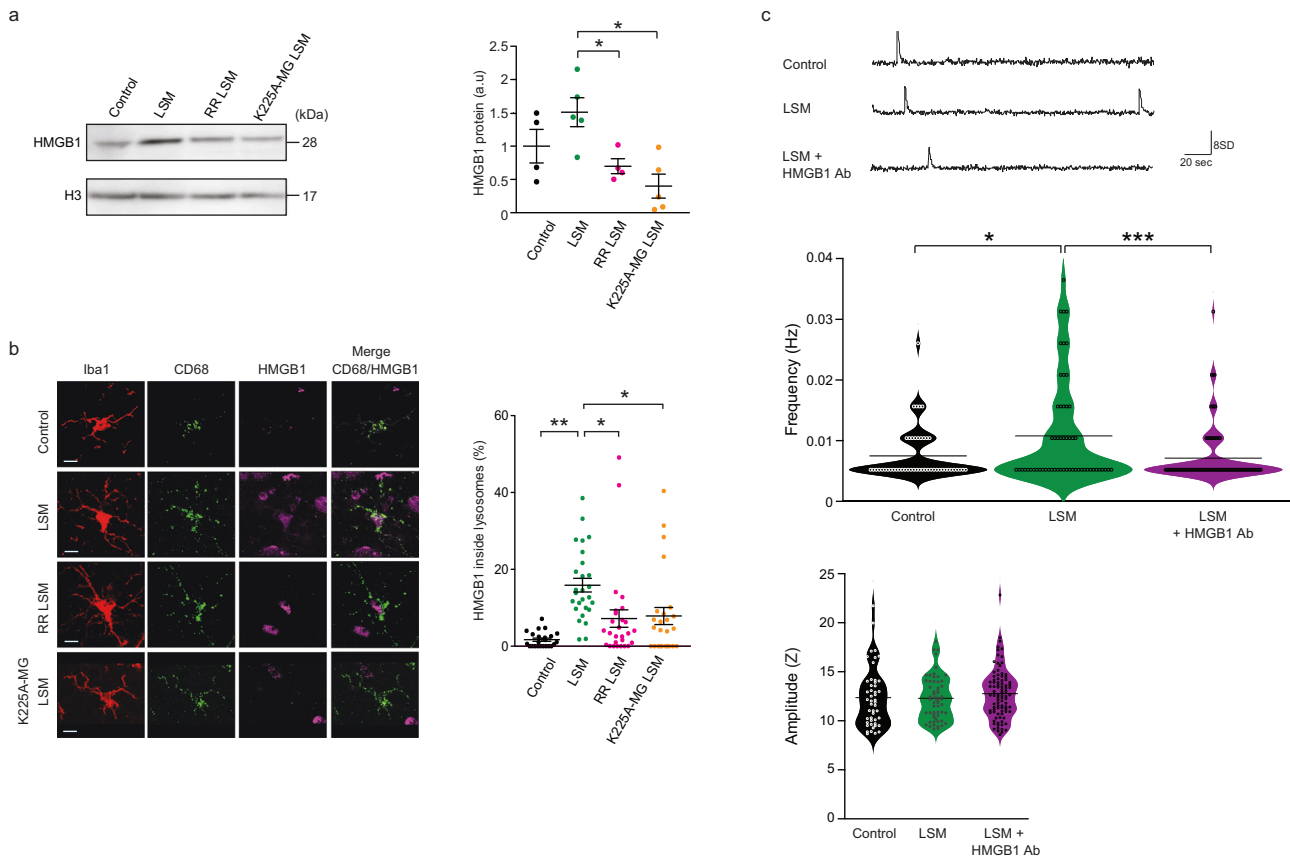 a
Control
LSM
RR LSM
K225A-MG LSM
(kDa)
HMGB1
28
H3
17
*
*
HMGB1 protein (a.u)
2.5
2
1.5
1
0.5
0
Control
LSM
RR LSM
K225A-MG LSM
b
Iba1
CD68
HMGB1
Merge
CD68/HMGB1
Control
LSM
RR LSM
K225A-MG
LSM
*
**
*
HMGB1 inside lysosomes (%)
60
40
20
0
Control
LSM
RR LSM
K225A-MG LSM
c
Control
LSM
LSM +
HMGB1 Ab
8SD
20 sec
*
***
Frequency (Hz)
0.04
0.03
0.02
0.01
0
Control
LSM
LSM
+ HMGB1 Ab
Amplitude (Z)
25
20
15
10
5
0
Control
LSM
LSM +
HMGB1 Ab